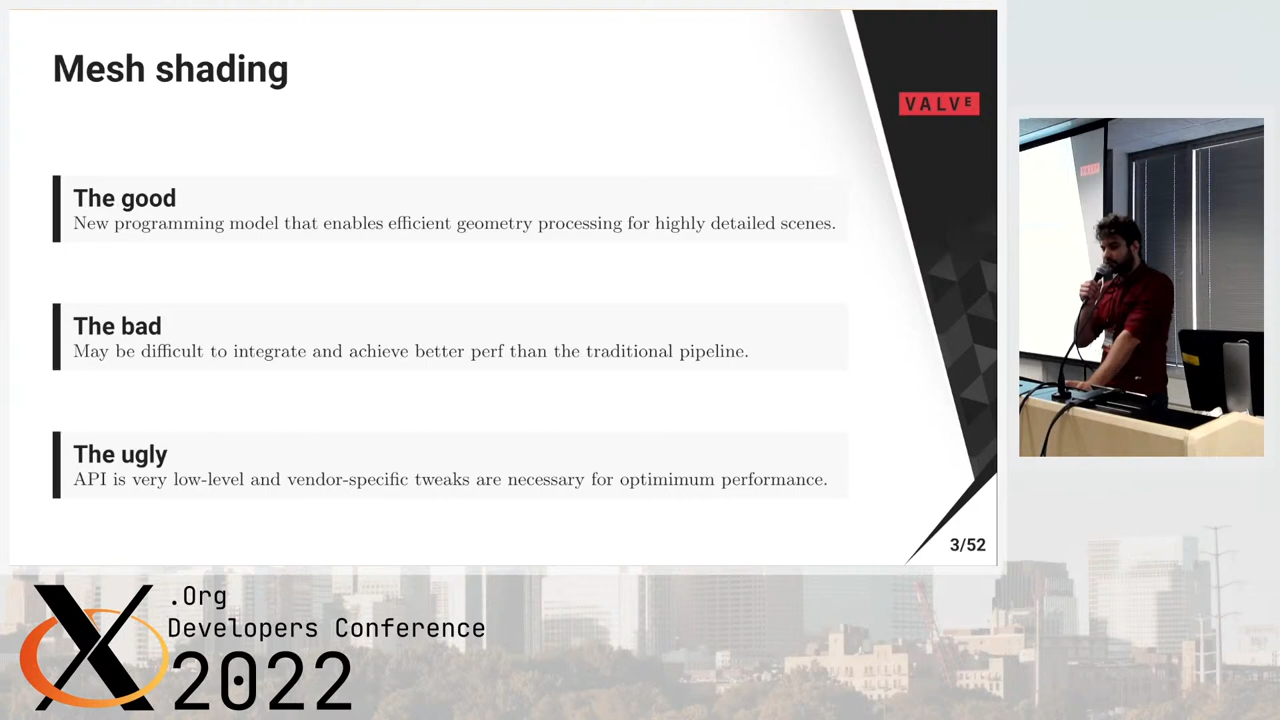 Mesh shading
VALVE
The good
New programming model that enables efficient geometry processing for highly detailed scenes.
The bad
May be difficult to integrate and achieve better perf than the traditional pipeline.
The ugly
API is very low-level and vendor-specific tweaks are necessary for optimimum performance.
3/52
X.Org
Developers Conference
2022